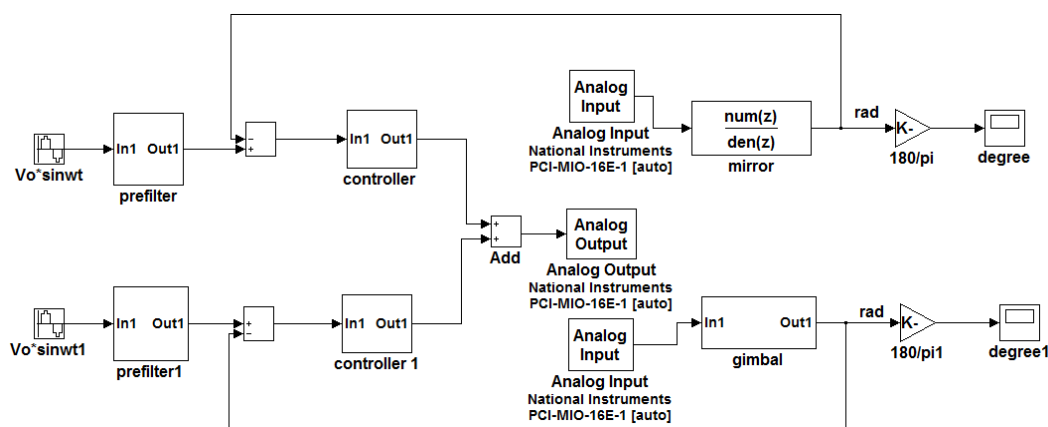 Vo*sinwt
In1 Out1
prefilter
−
+
In1 Out1
controller
Analog
Input
Analog Input
National Instruments
PCI-MIO-16E-1 [auto]
num(z)
den(z)
mirror
rad
K-
180/pi
degree
+
+
Add
Analog
Output
Analog Output
National Instruments
PCI-MIO-16E-1 [auto]
Vo*sinwt1
In1 Out1
prefilter1
+
−
In1 Out1
controller 1
Analog
Input
Analog Input
National Instruments
PCI-MIO-16E-1 [auto]
In1 Out1
gimbal
rad
K-
180/pi1
degree1